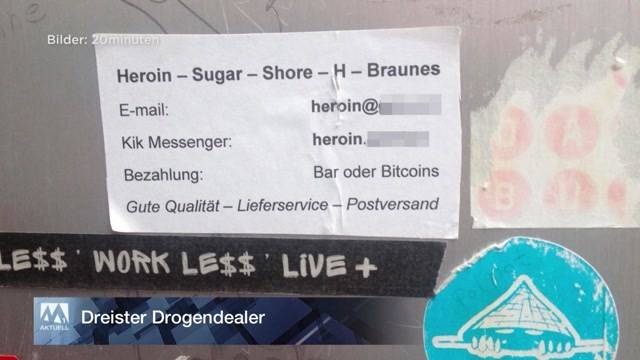 Bilder: 20minuten
Heroin – Sugar – Shore – H – Braunes
E-mail: heroin@
Kik Messenger: heroin.
Bezahlung: Bar oder Bitcoins
Gute Qualität – Lieferservice – Postversand
LE$$ ' WORK LE$$ ' LiVE +
AKTUELL
Dreister Drogendealer